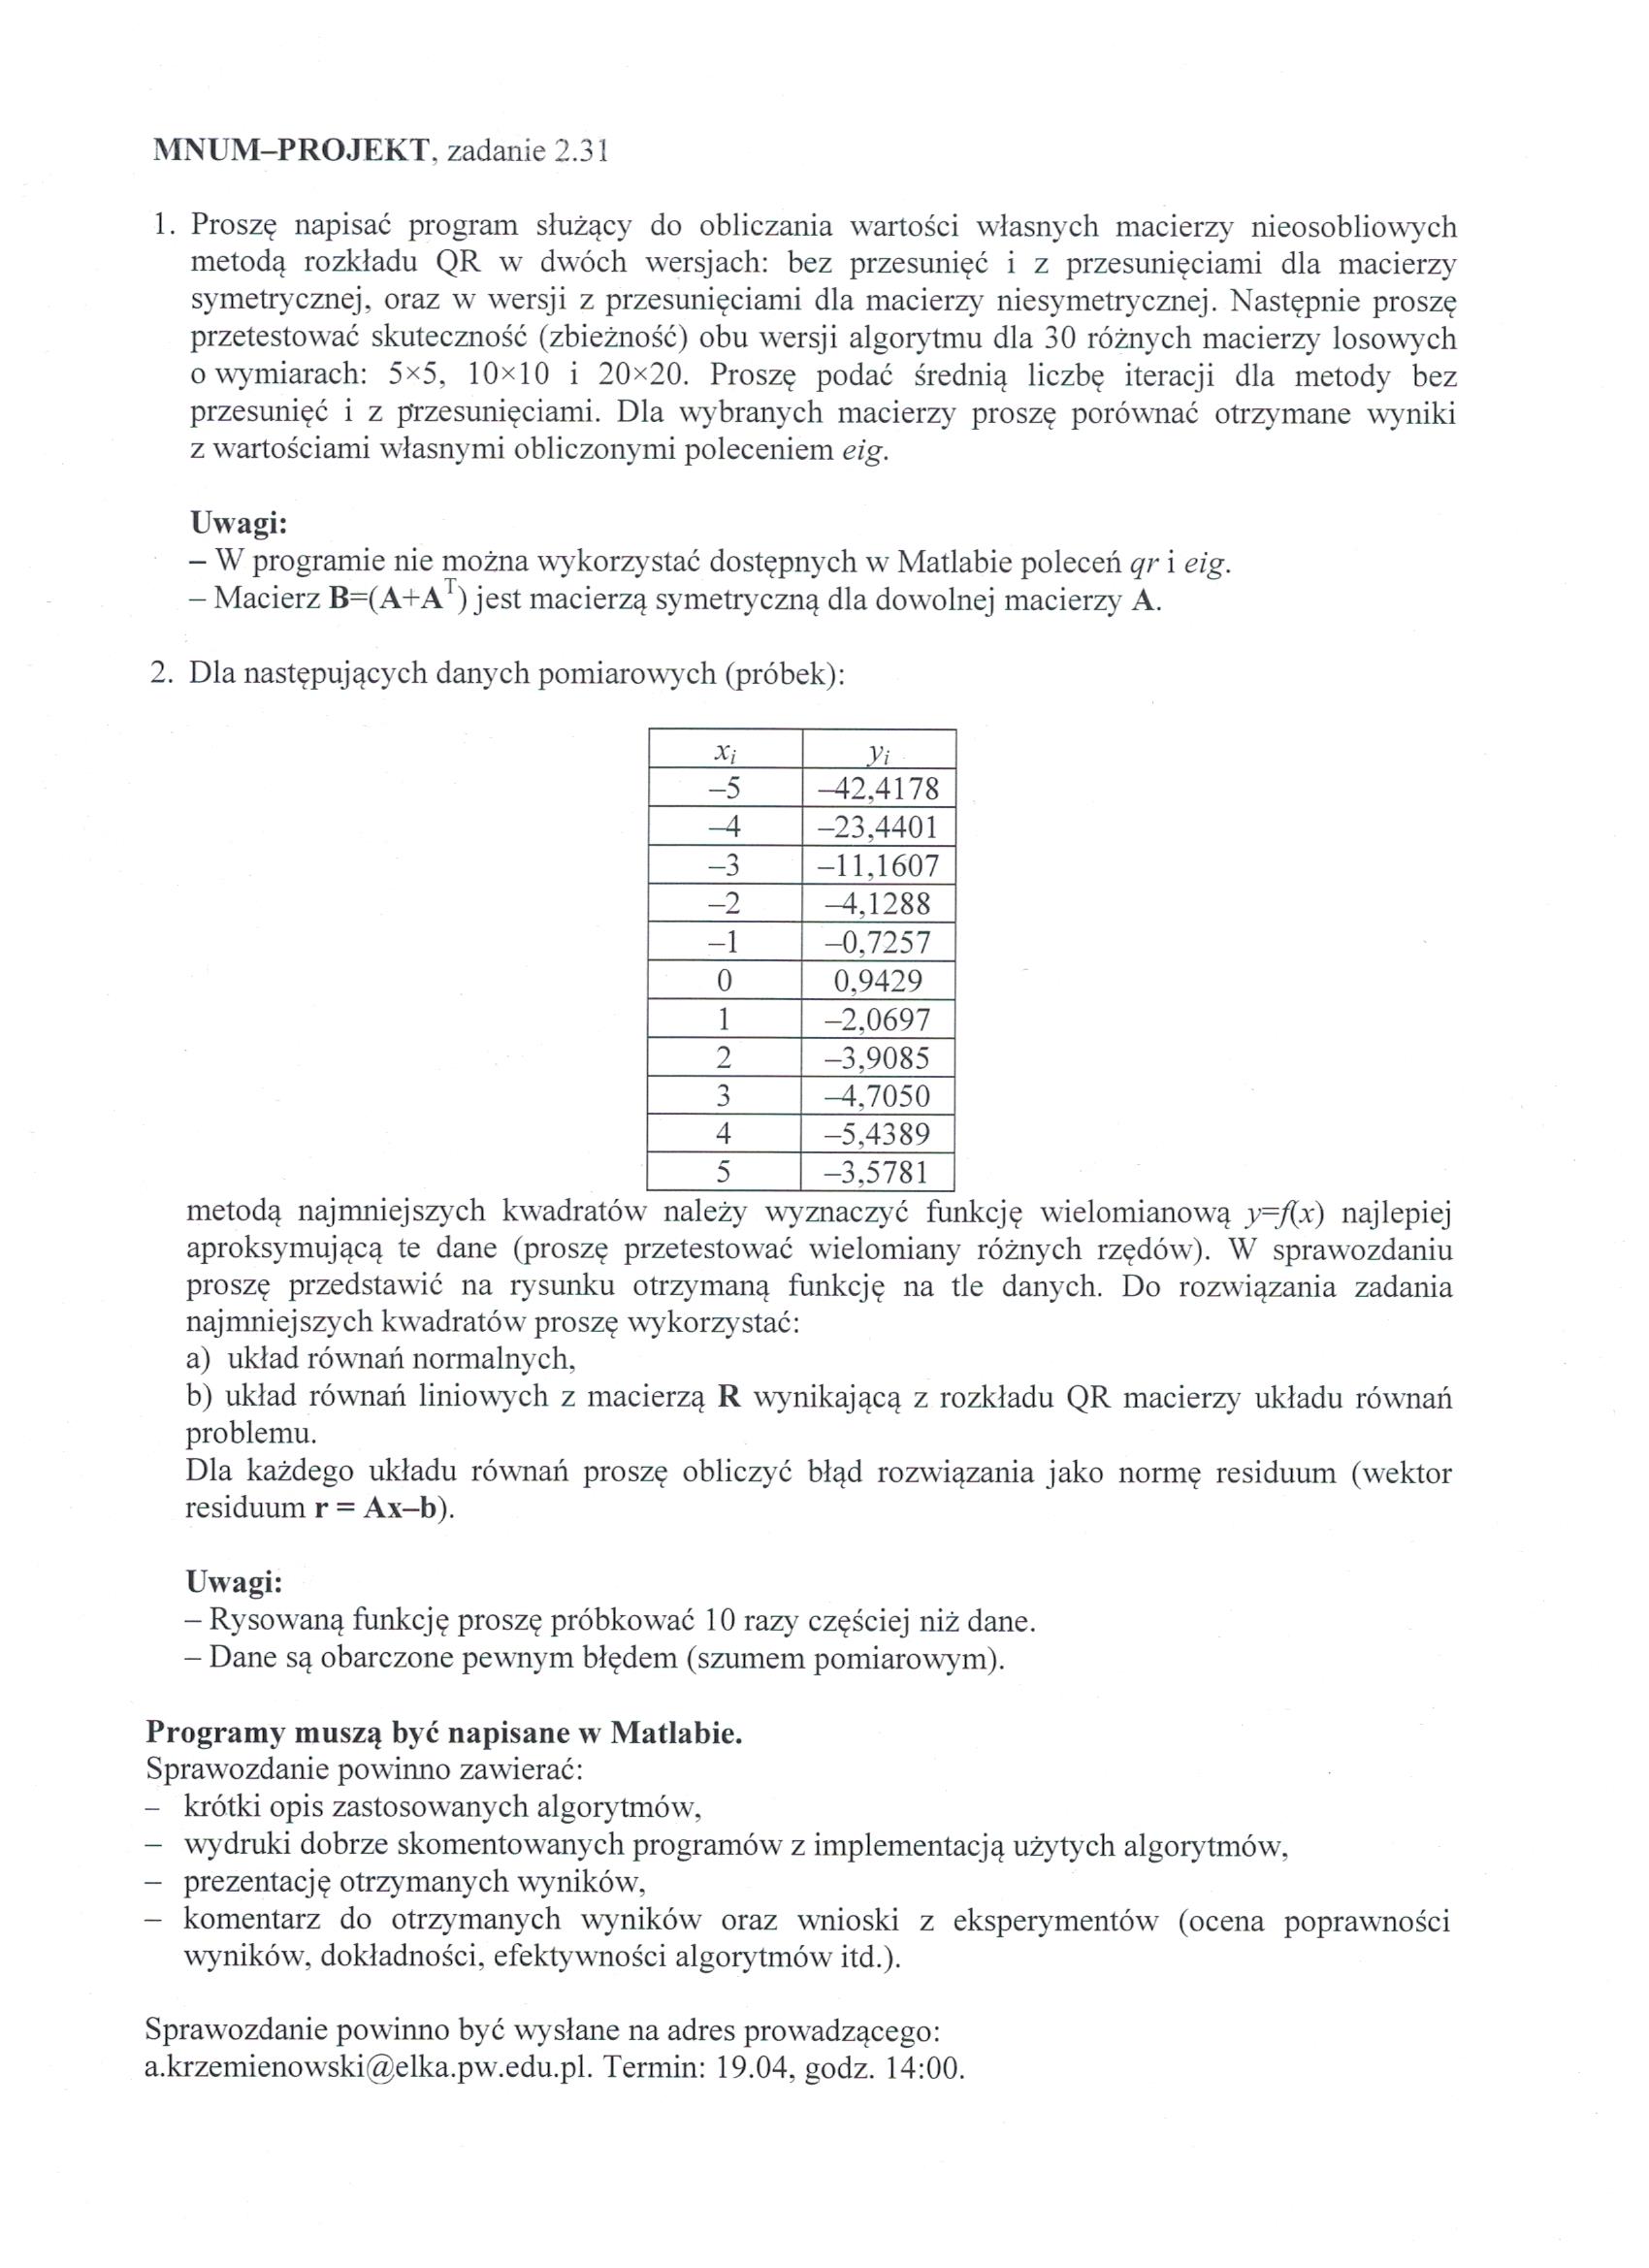 MNUM–PROJEKT, zadanie 2.31
1. Proszę napisać program służący do obliczania wartości własnych macierzy nieosobliowych
metodą rozkładu QR w dwóch wersjach: bez przesunięć i z przesunięciami dla macierzy
symetrycznej, oraz w wersji z przesunięciami dla macierzy niesymetrycznej. Następnie proszę
przetestować skuteczność (zbieżność) obu wersji algorytmu dla 30 różnych macierzy losowych
o wymiarach: 5×5, 10×10 i 20×20. Proszę podać średnią liczbę iteracji dla metody bez
przesunięć i z przesunięciami. Dla wybranych macierzy proszę porównać otrzymane wyniki
z wartościami własnymi obliczonymi poleceniem eig.
Uwagi:
– W programie nie można wykorzystać dostępnych w Matlabie poleceń qr i eig.
– Macierz B=(A+Aᵀ) jest macierzą symetryczną dla dowolnej macierzy A.
2. Dla następujących danych pomiarowych (próbek):
xᵢ yᵢ
–5 –42,4178
–4 –23,4401
–3 –11,1607
–2 –4,1288
–1 –0,7257
0 0,9429
1 –2,0697
2 –3,9085
3 –4,7050
4 –5,4389
5 –3,5781
metodą najmniejszych kwadratów należy wyznaczyć funkcję wielomianową y=f(x) najlepiej
aproksymującą te dane (proszę przetestować wielomiany różnych rzędów). W sprawozdaniu
proszę przedstawić na rysunku otrzymaną funkcję na tle danych. Do rozwiązania zadania
najmniejszych kwadratów proszę wykorzystać:
a) układ równań normalnych,
b) układ równań liniowych z macierzą R wynikającą z rozkładu QR macierzy układu równań
problemu.
Dla każdego układu równań proszę obliczyć błąd rozwiązania jako normę residuum (wektor
residuum r = Ax–b).
Uwagi:
– Rysowaną funkcję proszę próbkować 10 razy częściej niż dane.
– Dane są obarczone pewnym błędem (szumem pomiarowym).
Programy muszą być napisane w Matlabie.
Sprawozdanie powinno zawierać:
– krótki opis zastosowanych algorytmów,
– wydruki dobrze skomentowanych programów z implementacją użytych algorytmów,
– prezentację otrzymanych wyników,
– komentarz do otrzymanych wyników oraz wnioski z eksperymentów (ocena poprawności
wyników, dokładności, efektywności algorytmów itd.).
Sprawozdanie powinno być wysłane na adres prowadzącego:
a.krzemienowski@elka.pw.edu.pl. Termin: 19.04, godz. 14:00.